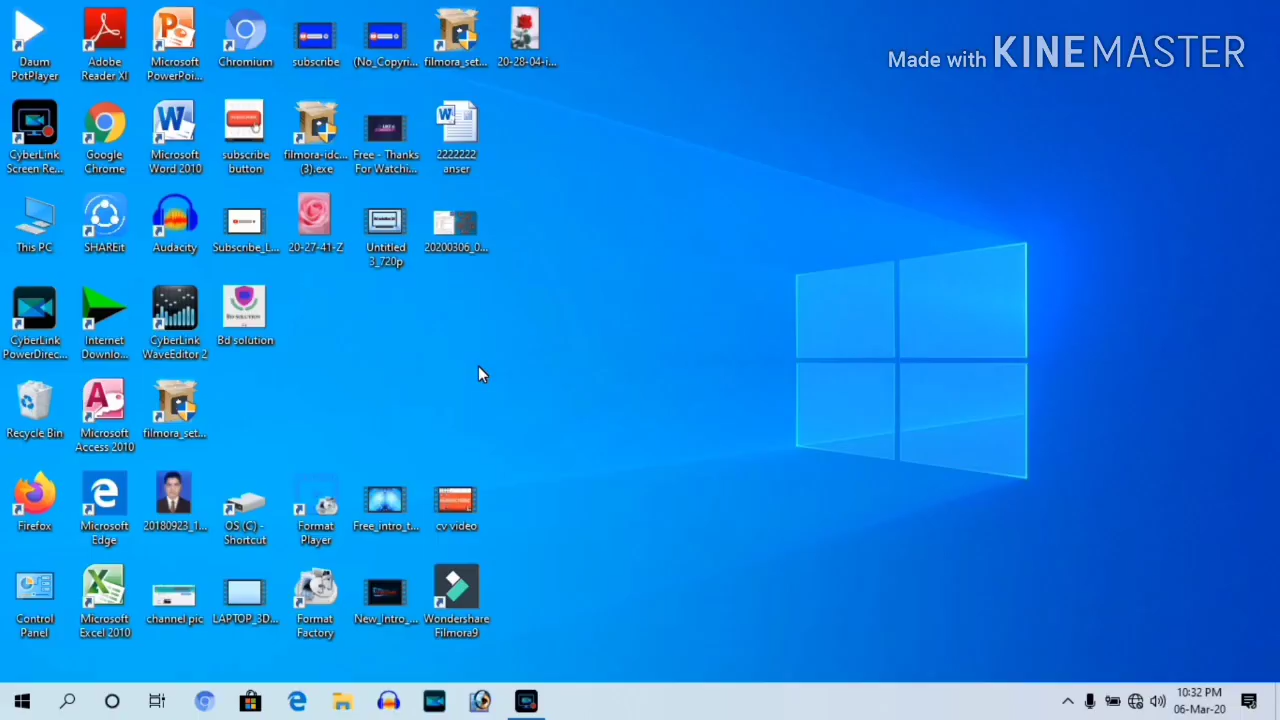 Made with KINEMASTER
Daum
PotPlayer
Adobe
Reader XI
Microsoft
PowerPoi...
Chromium
subscribe
(No_Copyri...
filmora_set...
20-28-04-i...
CyberLink
Screen Re...
Google
Chrome
Microsoft
Word 2010
subscribe
button
filmora-idc...
(3).exe
Free - Thanks
For Watchi...
2222222
anser
This PC
SHAREit
Audacity
Subscribe_L...
20-27-41-Z
Untitled
3_720p
20200306_0...
CyberLink
PowerDirec...
Internet
Downlo...
CyberLink
WaveEditor 2
Bd solution
Recycle Bin
Microsoft
Access 2010
filmora_set...
Firefox
Microsoft
Edge
20180923_1...
OS (C) -
Shortcut
Format
Player
Free_intro_t...
cv video
Control
Panel
Microsoft
Excel 2010
channel pic
LAPTOP_3D...
Format
Factory
New_Intro_...
Wondershare
Filmora9
10:32 PM
06-Mar-20